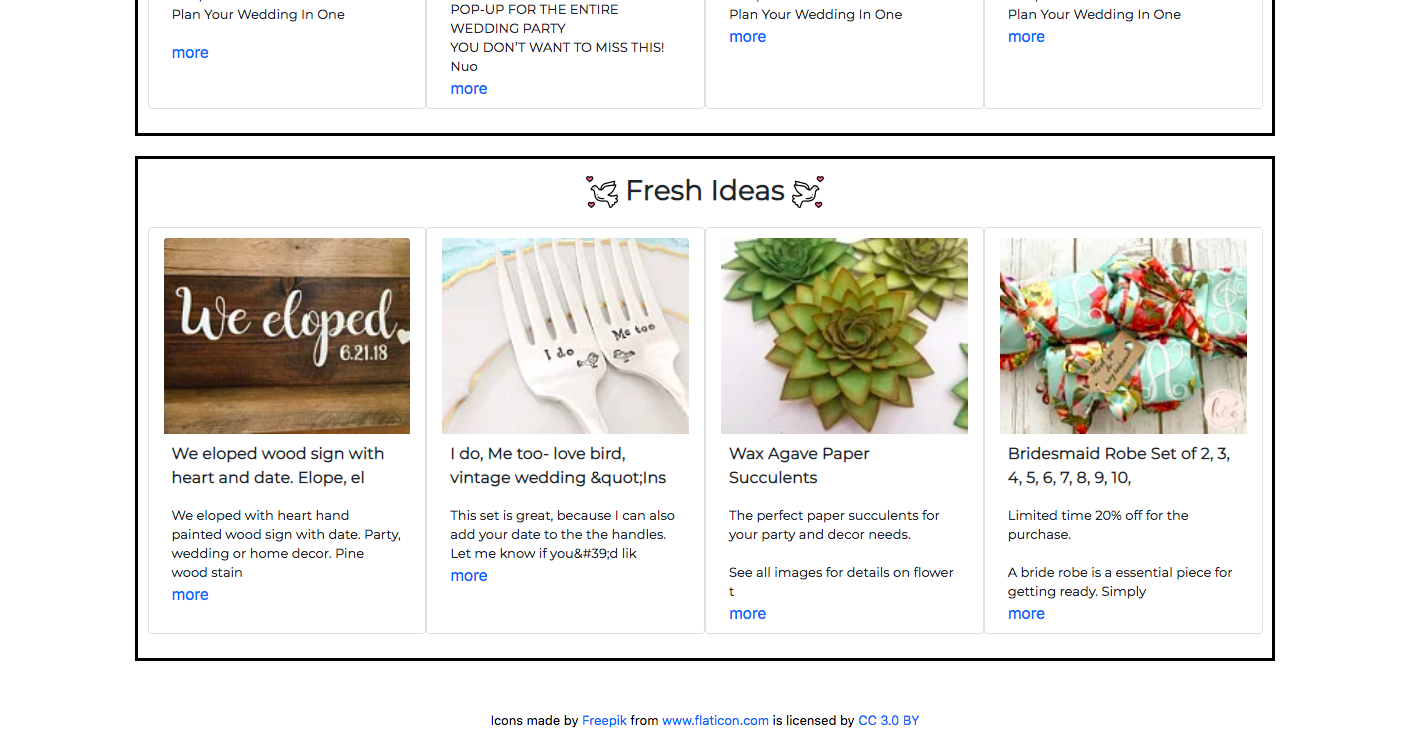 Plan Your Wedding In One
more
POP-UP FOR THE ENTIRE
WEDDING PARTY
YOU DON'T WANT TO MISS THIS!
Nuo
more
Plan Your Wedding In One
more
Plan Your Wedding In One
more
Fresh Ideas
We eloped
6.21.18
We eloped wood sign with
heart and date. Elope, el
We eloped with heart hand
painted wood sign with date. Party,
wedding or home decor. Pine
wood stain
more
I do
Me too
I do, Me too- love bird,
vintage wedding &quot;Ins
This set is great, because I can also
add your date to the the handles.
Let me know if you&#39;d lik
more
Wax Agave Paper
Succulents
The perfect paper succulents for
your party and decor needs.
See all images for details on flower
t
more
Bridesmaid Robe Set of 2, 3,
4, 5, 6, 7, 8, 9, 10,
Limited time 20% off for the
purchase.
A bride robe is a essential piece for
getting ready. Simply
more
Icons made by Freepik from www.flaticon.com is licensed by CC 3.0 BY